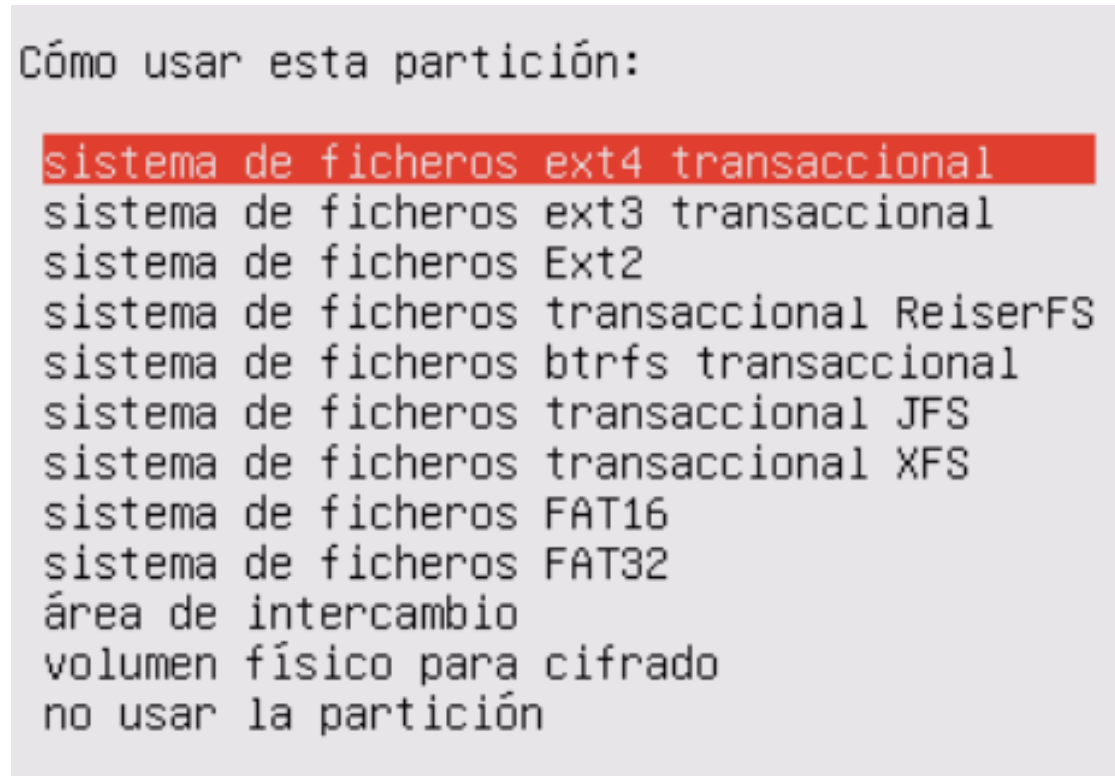 Cómo usar esta partición:
sistema de ficheros ext4 transaccional
sistema de ficheros ext3 transaccional
sistema de ficheros Ext2
sistema de ficheros transaccional ReiserFS
sistema de ficheros btrfs transaccional
sistema de ficheros transaccional JFS
sistema de ficheros transaccional XFS
sistema de ficheros FAT16
sistema de ficheros FAT32
área de intercambio
volumen físico para cifrado
no usar la partición